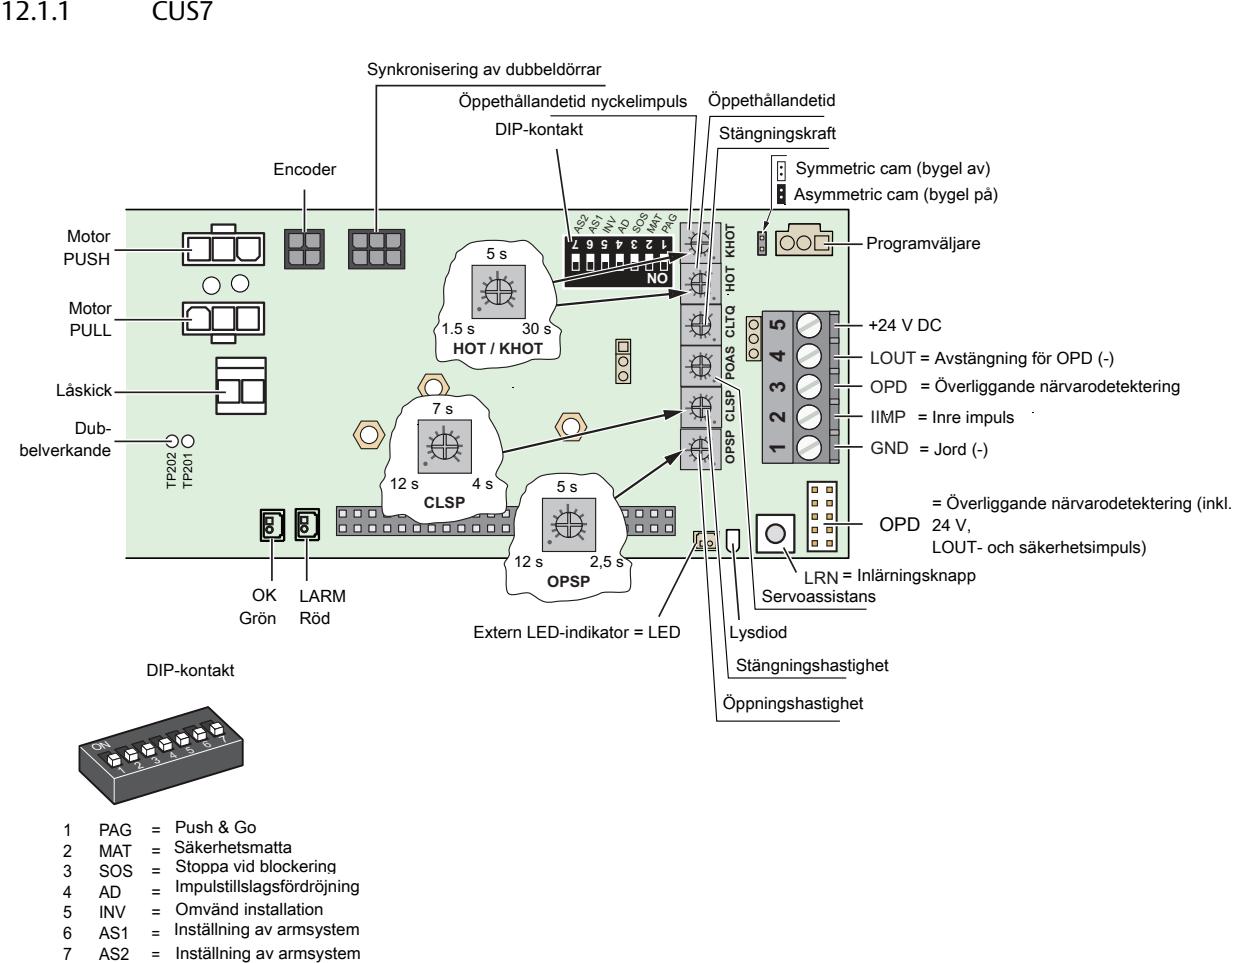 12.1.1 CUS7
Synkronisering av dubbeldörrar
Öppethållandetid nyckelimpuls
Öppethållandetid
DIP-kontakt
Stängningskraft
Encoder
Symmetric cam (bygel av)
Asymmetric cam (bygel på)
Motor
PUSH
Motor
PULL
Låskick
Dub-
belverkande
TP202
TP201
AS2
AS1
INV
AD
SOS
MAT
PAG
7 6 5 4 3 2 1
ON
KHOT
HOT
CLTQ
POAS
CLSP
OPSP
5 s
1.5 s 30 s
HOT / KHOT
7 s
12 s 4 s
CLSP
5 s
12 s 2,5 s
OPSP
Programväljare
5 +24 V DC
4 LOUT = Avstängning för OPD (-)
3 OPD = Överliggande närvarodetektering
2 IIMP = Inre impuls
1 GND = Jord (-)
= Överliggande närvarodetektering (inkl.
OPD 24 V,
LOUT- och säkerhetsimpuls)
LRN = Inlärningsknapp
Servoassistans
OK
Grön
LARM
Röd
Extern LED-indikator = LED
Lysdiod
Stängningshastighet
Öppningshastighet
DIP-kontakt
ON
1 2 3 4 5 6 7
1 PAG = Push & Go
2 MAT = Säkerhetsmatta
3 SOS = Stoppa vid blockering
4 AD = Impulstillslagsfördröjning
5 INV = Omvänd installation
6 AS1 = Inställning av armsystem
7 AS2 = Inställning av armsystem